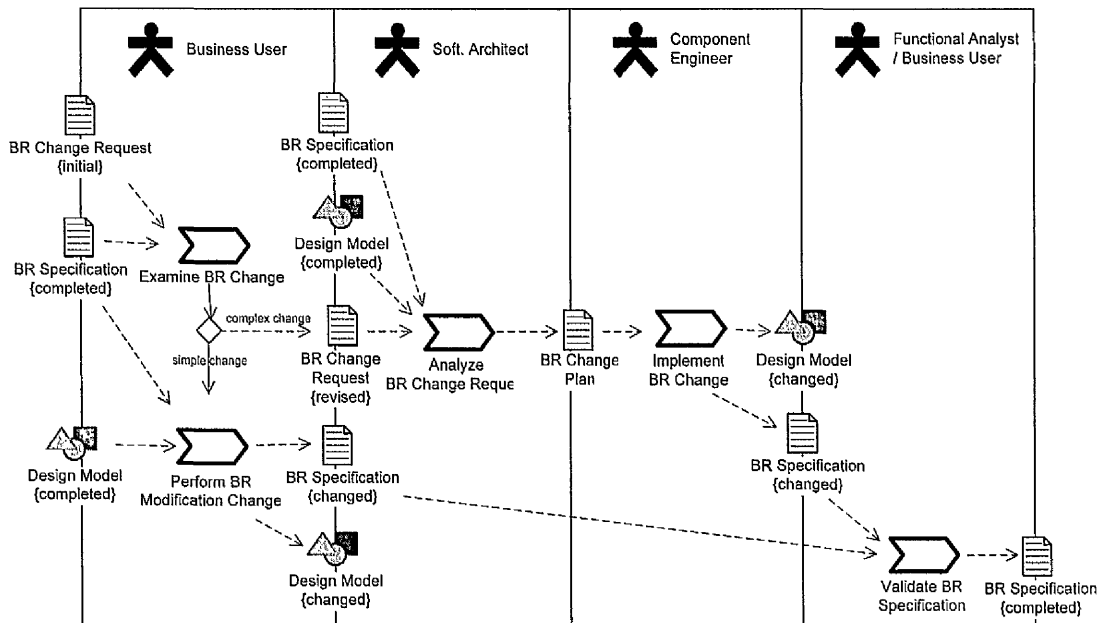 Business User
Soft. Architect
Component
Engineer
Functional Analyst
/ Business User
BR Change Request
{initial}
BR Specification
{completed}
BR Specification
{completed}
Examine BR Change
Design Model
{completed}
complex change
simple change
BR Change
Request
{revised}
Analyze
BR Change Reque
BR Change
Plan
Implement
BR Change
Design Model
{changed}
Design Model
{completed}
Perform BR
Modification Change
BR Specification
{changed}
BR Specification
{changed}
Design Model
{changed}
Validate BR
Specification
BR Specification
{completed}